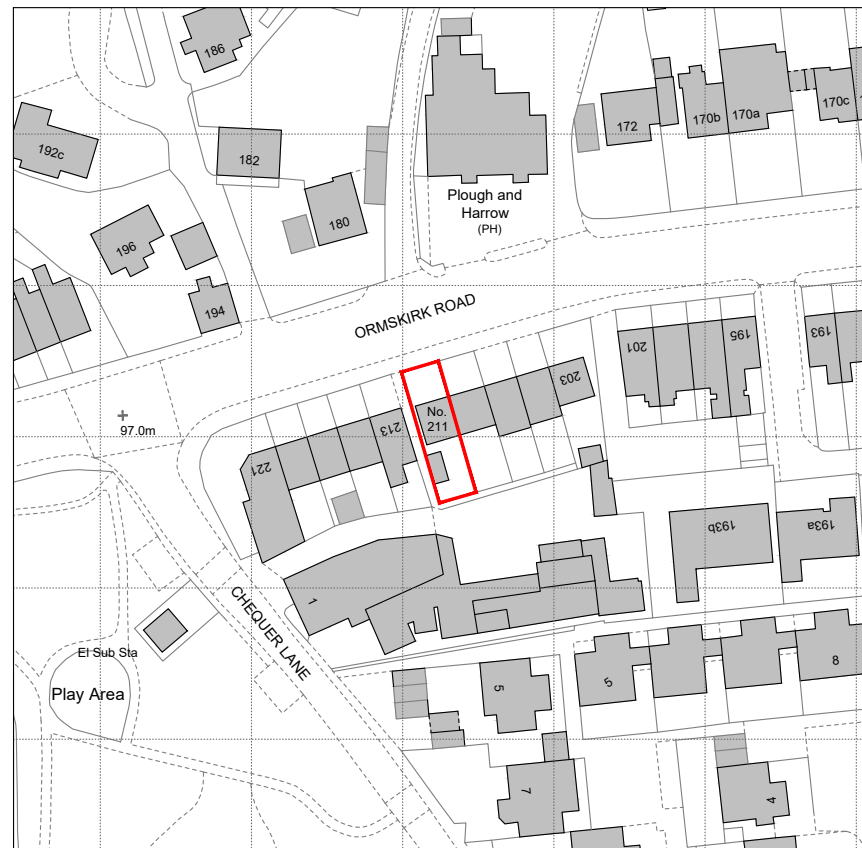 186
192c
182
172
170b
170a
170c
Plough and
Harrow
(PH)
180
196
194
ORMSKIRK ROAD
201
195
193
203
No.
211
213
221
97.0m
193b
193a
1
CHEQUER LANE
El Sub Sta
Play Area
5
5
8
7
4